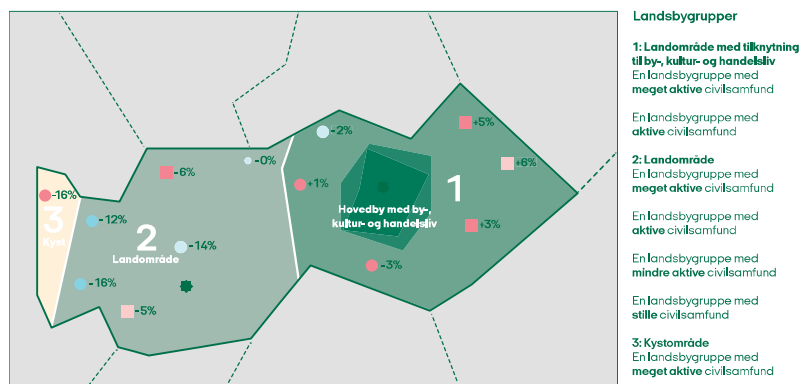 -2%
+5%
-0%
+6%
-6%
+1%
1
-16%
3
Kyst
-12%
2
Landområde
-14%
Hovedby med by-,
kultur- og handelsliv
+3%
-3%
-16%
-5%
Landsbygrupper
1: Landområde med tilknytning
til by-, kultur- og handelsliv
En landsbygruppe med
meget aktive civilsamfund
En landsbygruppe med
aktive civilsamfund
2: Landområde
En landsbygruppe med
meget aktive civilsamfund
En landsbygruppe med
aktive civilsamfund
En landsbygruppe med
mindre aktive civilsamfund
En landsbygruppe med
stille civilsamfund
3: Kystområde
En landsbygruppe med
meget aktive civilsamfund